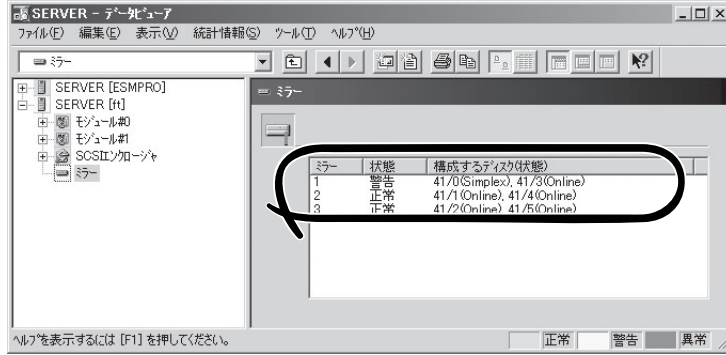 SERVER - データビューア
ファイル(F) 編集(E) 表示(V) 統計情報(S) ツール(T) ヘルプ(H)
ミラー
SERVER [ESMPRO]
SERVER [ft]
モジュール#0
モジュール#1
SCSIエンクロージャ
ミラー
ミラー
ミラー 状態 構成するディスク(状態)
1 警告 41/0(Simplex), 41/3(Online)
2 正常 41/1(Online), 41/4(Online)
3 正常 41/2(Online), 41/5(Online)
ヘルプを表示するには [F1] を押してください。
正常 警告 異常